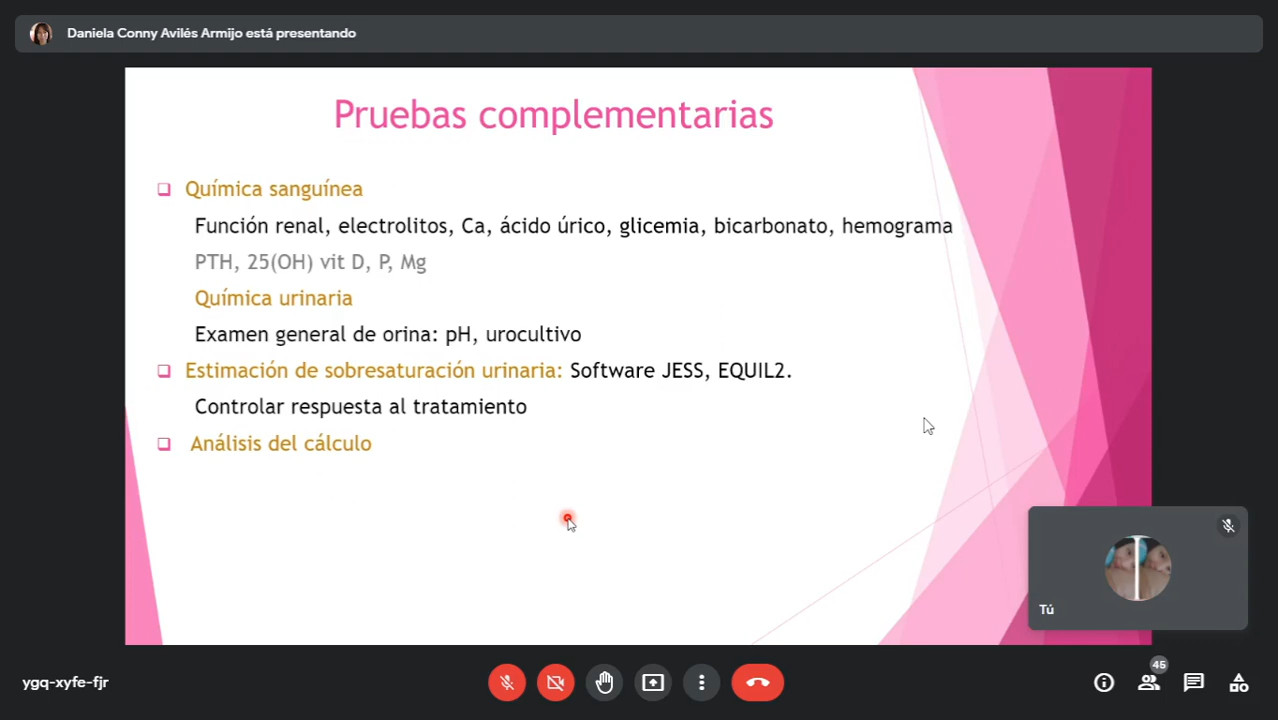 Daniela Conny Avilés Armijo está presentando
Pruebas complementarias
Química sanguínea
Función renal, electrolitos, Ca, ácido úrico, glicemia, bicarbonato, hemograma
PTH, 25(OH) vit D, P, Mg
Química urinaria
Examen general de orina: pH, urocultivo
Estimación de sobresaturación urinaria: Software JESS, EQUIL2.
Controlar respuesta al tratamiento
Análisis del cálculo
Tú
ygq-xyfe-fjr
45